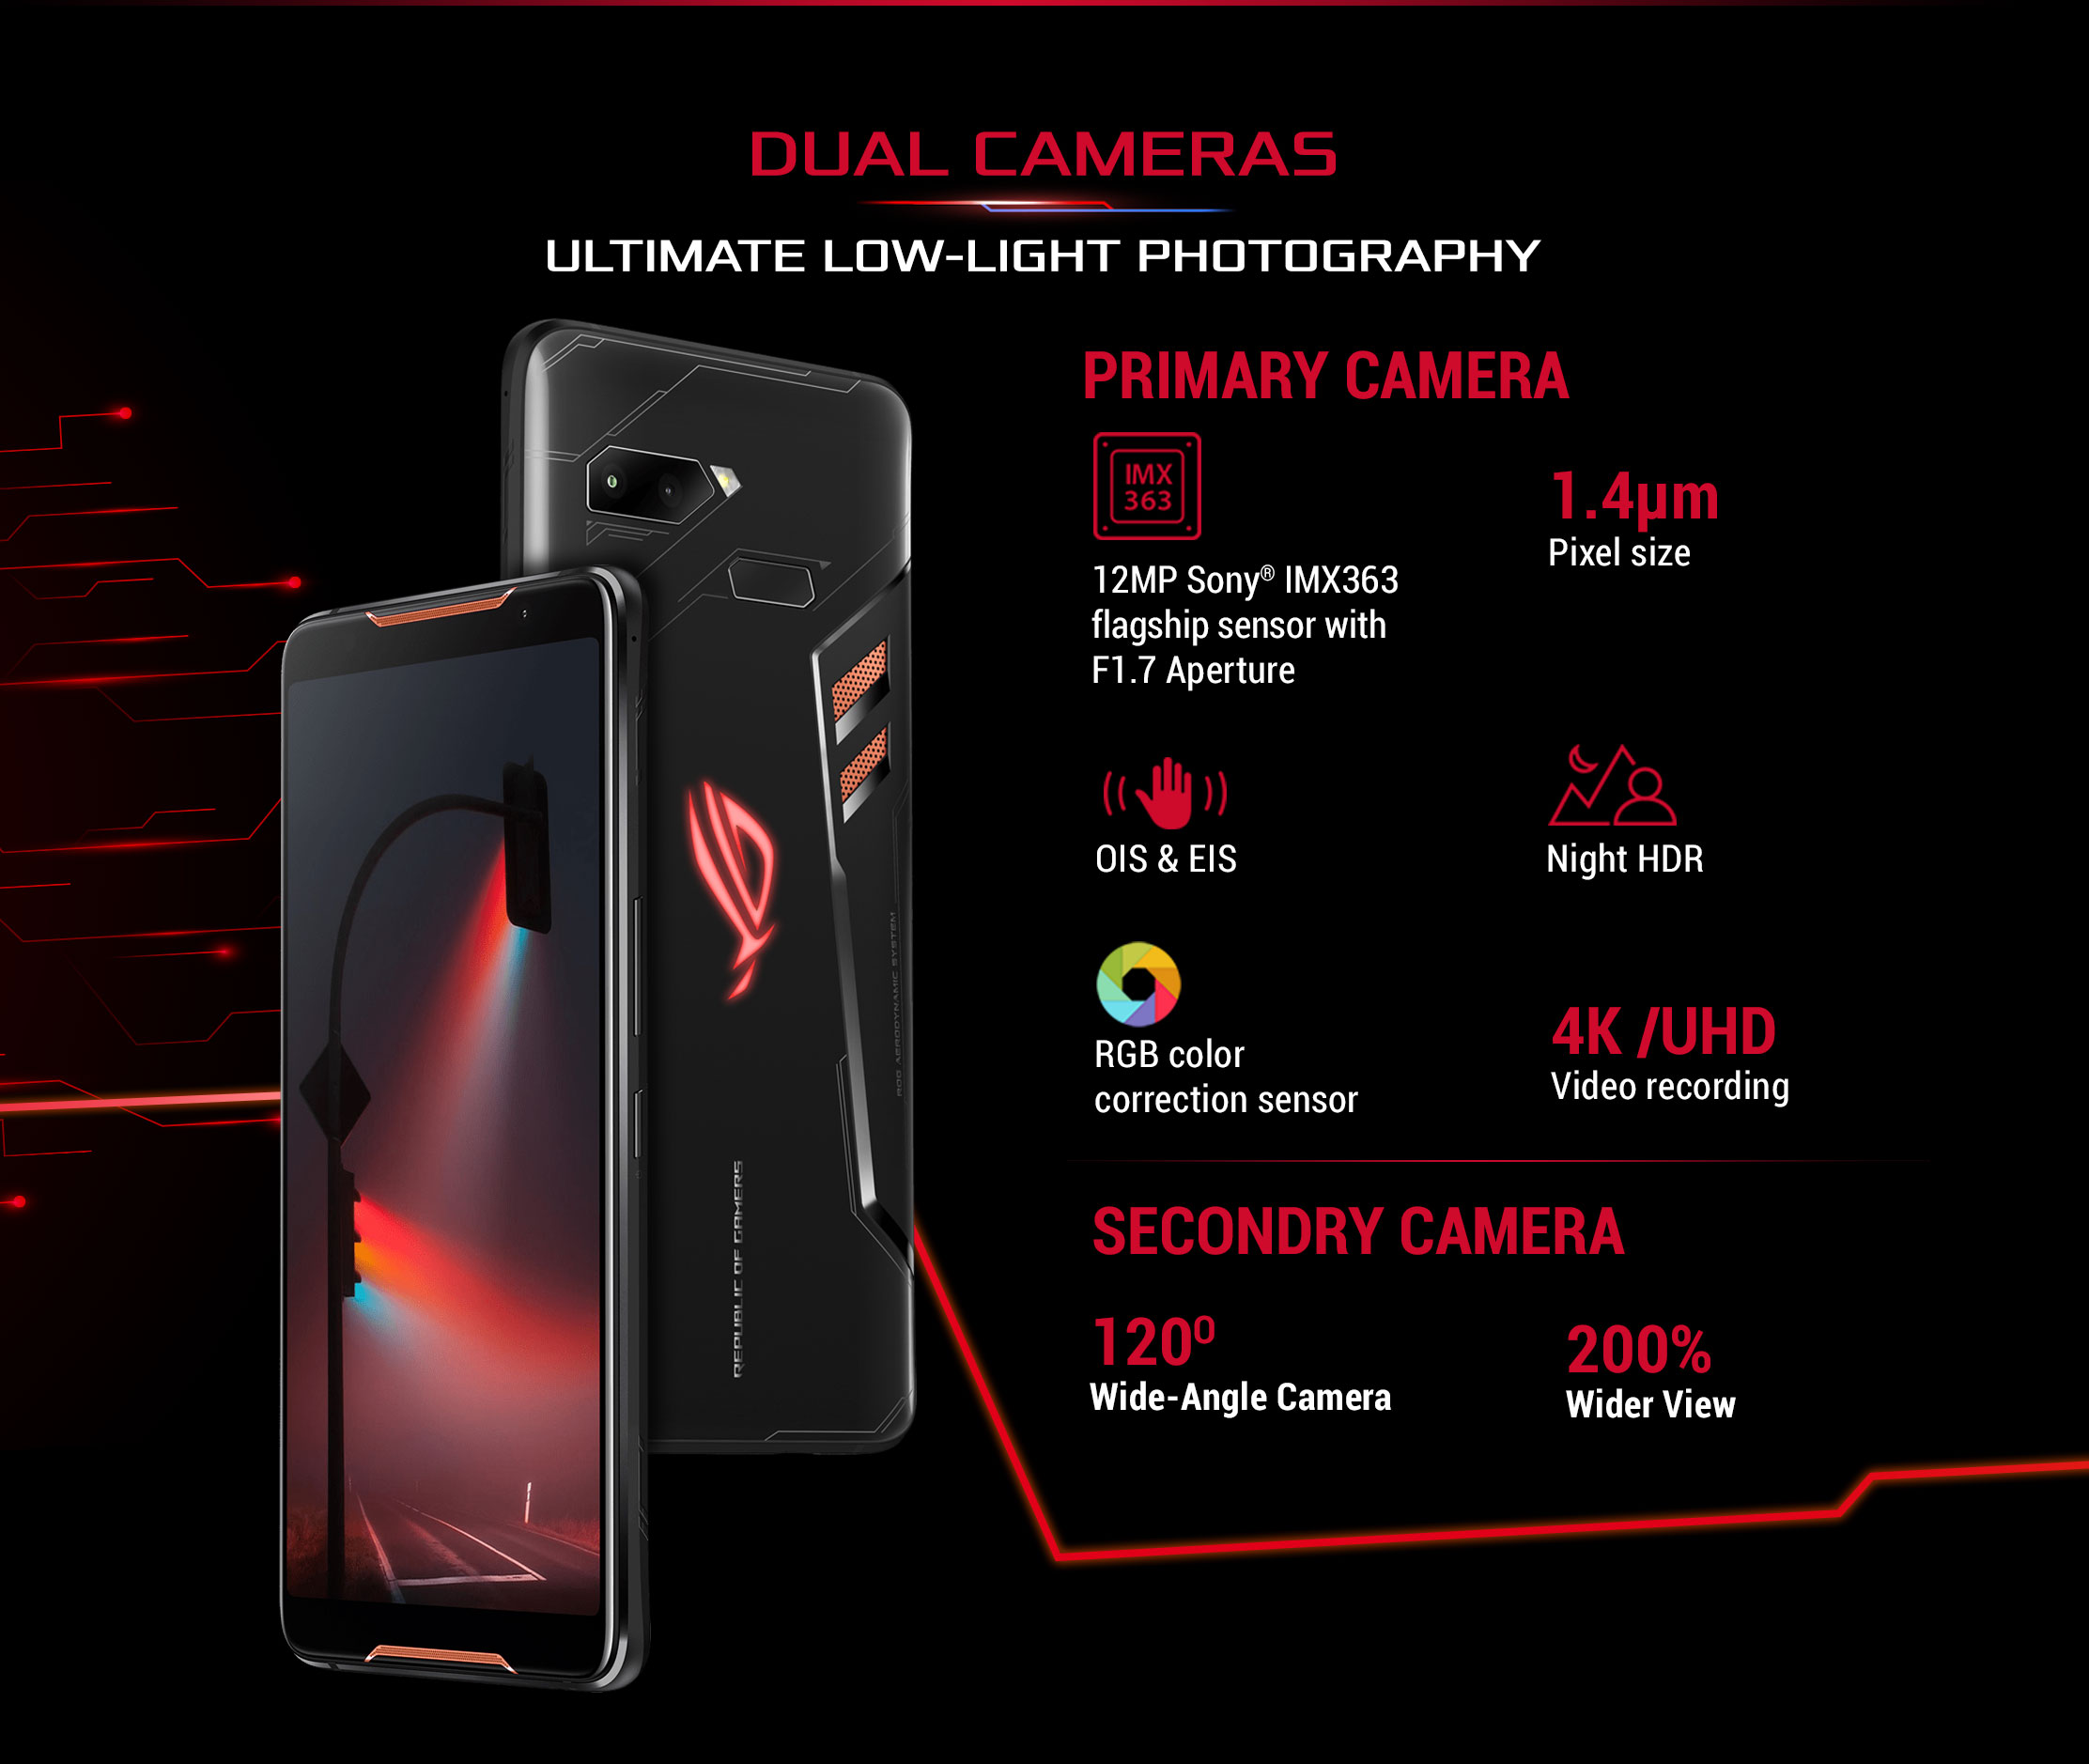 DUAL CAMERAS
ULTIMATE LOW-LIGHT PHOTOGRAPHY
PRIMARY CAMERA
IMX
363
12MP Sony® IMX363
flagship sensor with
F1.7 Aperture
1.4µm
Pixel size
OIS & EIS
Night HDR
RGB color
correction sensor
4K /UHD
Video recording
SECONDRY CAMERA
120⁰
Wide-Angle Camera
200%
Wider View
REPUBLIC OF GAMERS
ROG AERODYNAMIC SYSTEM